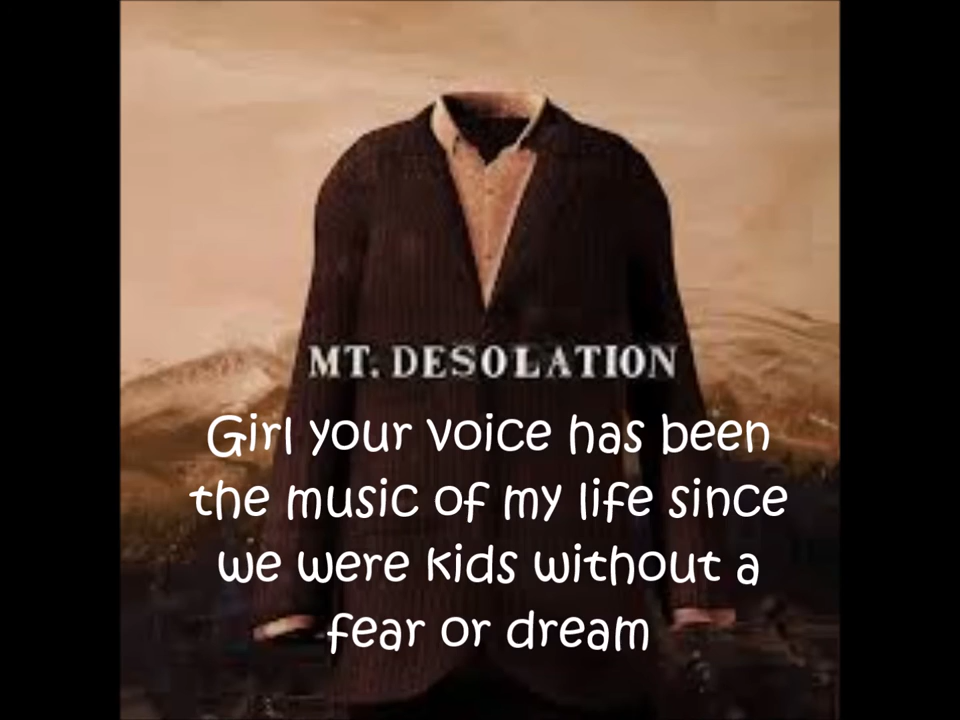 MT. DESOLATION
Girl your voice has been
the music of my life since
we were kids without a
fear or dream